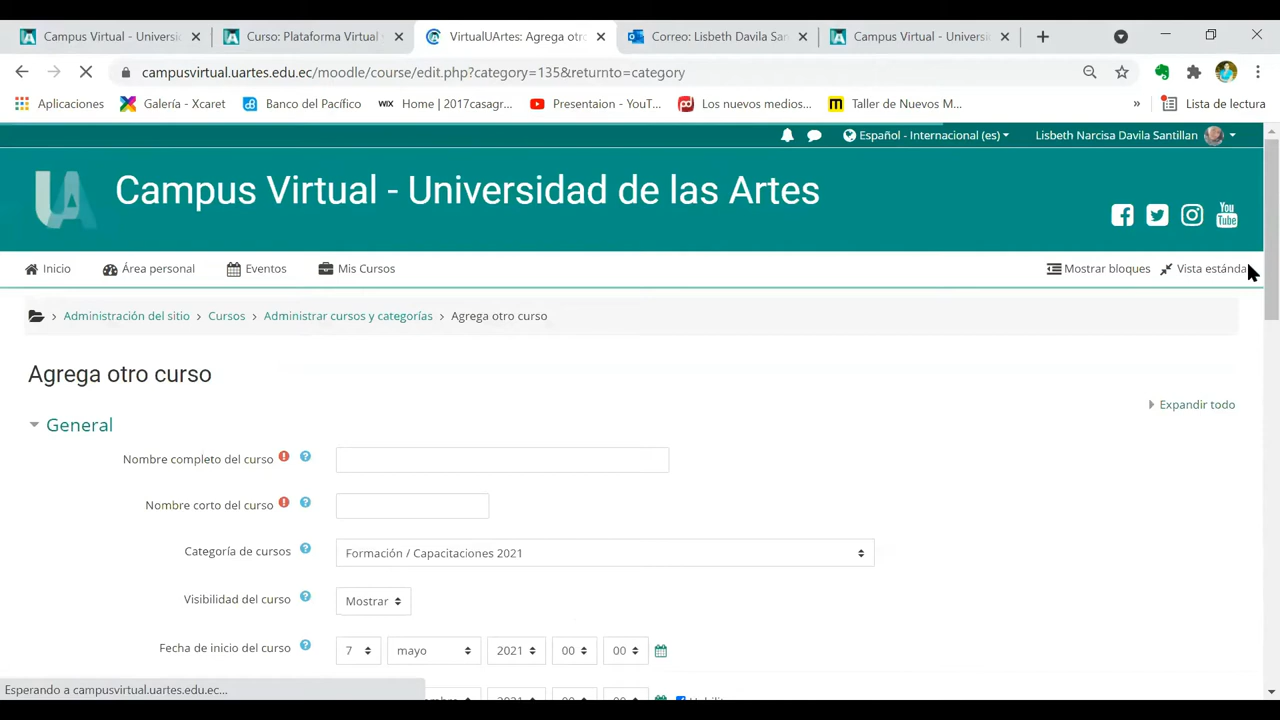 Campus Virtual - Universi
Curso: Plataforma Virtual
VirtualUArtes: Agrega otro
Correo: Lisbeth Davila San
Campus Virtual - Universi
campusvirtual.uartes.edu.ec/moodle/course/edit.php?category=135&returnto=category
Aplicaciones
Galería - Xcaret
Banco del Pacífico
WIX Home | 2017casagr...
Presentaion - YouT...
Los nuevos medios...
Taller de Nuevos M...
»
Lista de lectura
Español - Internacional (es)
Lisbeth Narcisa Davila Santillan
UA
Campus Virtual - Universidad de las Artes
You Tube
Inicio
Área personal
Eventos
Mis Cursos
Mostrar bloques
Vista estánda
Administración del sitio > Cursos > Administrar cursos y categorías > Agrega otro curso
Agrega otro curso
Expandir todo
General
Nombre completo del curso
Nombre corto del curso
Categoría de cursos
Formación / Capacitaciones 2021
Visibilidad del curso
Mostrar
Fecha de inicio del curso
7 mayo 2021 00 00
Esperando a campusvirtual.uartes.edu.ec...